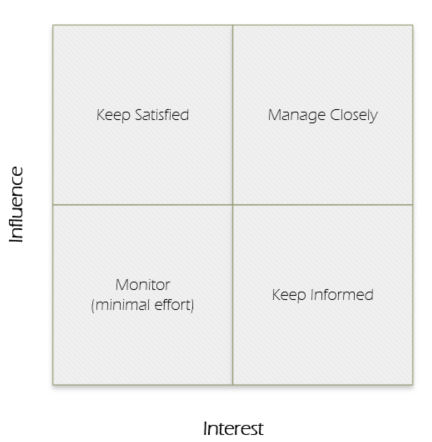 Keep Satisfied
Manage Closely
Influence
Monitor
(minimal effort)
Keep Informed
Interest